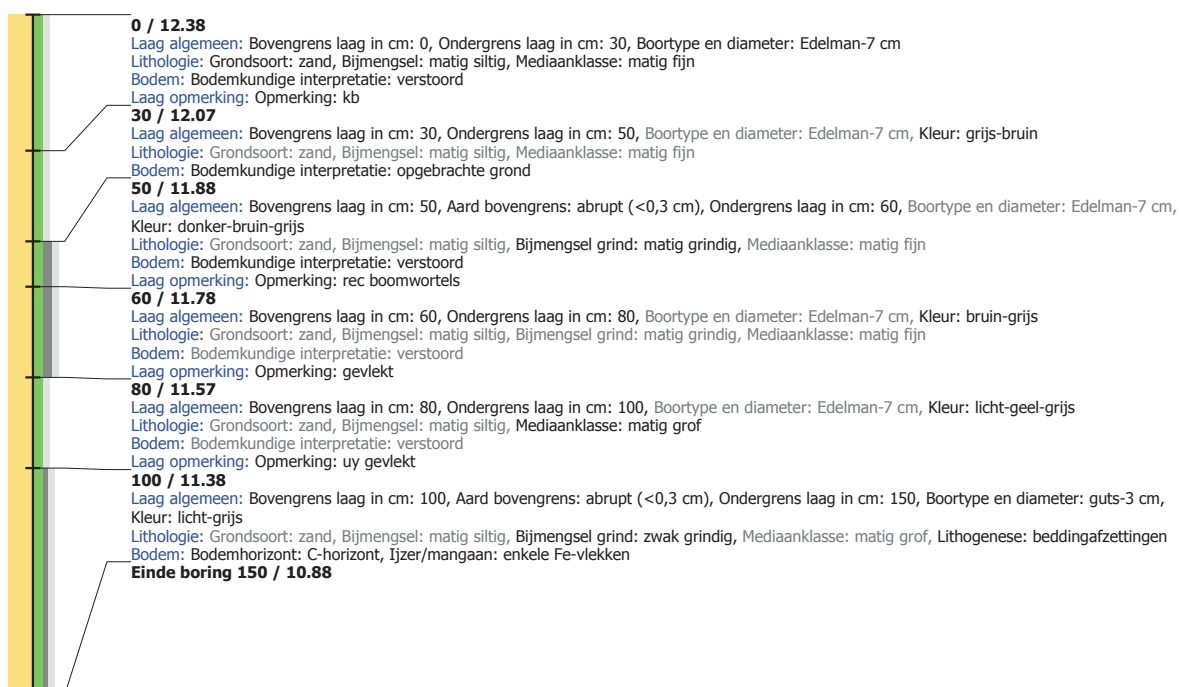 0 / 12.38
Laag algemeen: Bovengrens laag in cm: 0, Ondergrens laag in cm: 30, Boortype en diameter: Edelman-7 cm
Lithologie: Grondsoort: zand, Bijmengsel: matig siltig, Mediaanklasse: matig fijn
Bodem: Bodemkundige interpretatie: verstoord
Laag opmerking: Opmerking: kb
30 / 12.07
Laag algemeen: Bovengrens laag in cm: 30, Ondergrens laag in cm: 50, Boortype en diameter: Edelman-7 cm, Kleur: grijs-bruin
Lithologie: Grondsoort: zand, Bijmengsel: matig siltig, Mediaanklasse: matig fijn
Bodem: Bodemkundige interpretatie: opgebrachte grond
50 / 11.88
Laag algemeen: Bovengrens laag in cm: 50, Aard bovengrens: abrupt (<0,3 cm), Ondergrens laag in cm: 60, Boortype en diameter: Edelman-7 cm,
Kleur: donker-bruin-grijs
Lithologie: Grondsoort: zand, Bijmengsel: matig siltig, Bijmengsel grind: matig grindig, Mediaanklasse: matig fijn
Bodem: Bodemkundige interpretatie: verstoord
Laag opmerking: Opmerking: rec boomwortels
60 / 11.78
Laag algemeen: Bovengrens laag in cm: 60, Ondergrens laag in cm: 80, Boortype en diameter: Edelman-7 cm, Kleur: bruin-grijs
Lithologie: Grondsoort: zand, Bijmengsel: matig siltig, Bijmengsel grind: matig grindig, Mediaanklasse: matig fijn
Bodem: Bodemkundige interpretatie: verstoord
Laag opmerking: Opmerking: gevlekt
80 / 11.57
Laag algemeen: Bovengrens laag in cm: 80, Ondergrens laag in cm: 100, Boortype en diameter: Edelman-7 cm, Kleur: licht-geel-grijs
Lithologie: Grondsoort: zand, Bijmengsel: matig siltig, Mediaanklasse: matig grof
Bodem: Bodemkundige interpretatie: verstoord
Laag opmerking: Opmerking: uy gevlekt
100 / 11.38
Laag algemeen: Bovengrens laag in cm: 100, Aard bovengrens: abrupt (<0,3 cm), Ondergrens laag in cm: 150, Boortype en diameter: guts-3 cm,
Kleur: licht-grijs
Lithologie: Grondsoort: zand, Bijmengsel: matig siltig, Bijmengsel grind: zwak grindig, Mediaanklasse: matig grof, Lithogenese: beddingafzettingen
Bodem: Bodemhorizont: C-horizont, Ijzer/mangaan: enkele Fe-vlekken
Einde boring 150 / 10.88